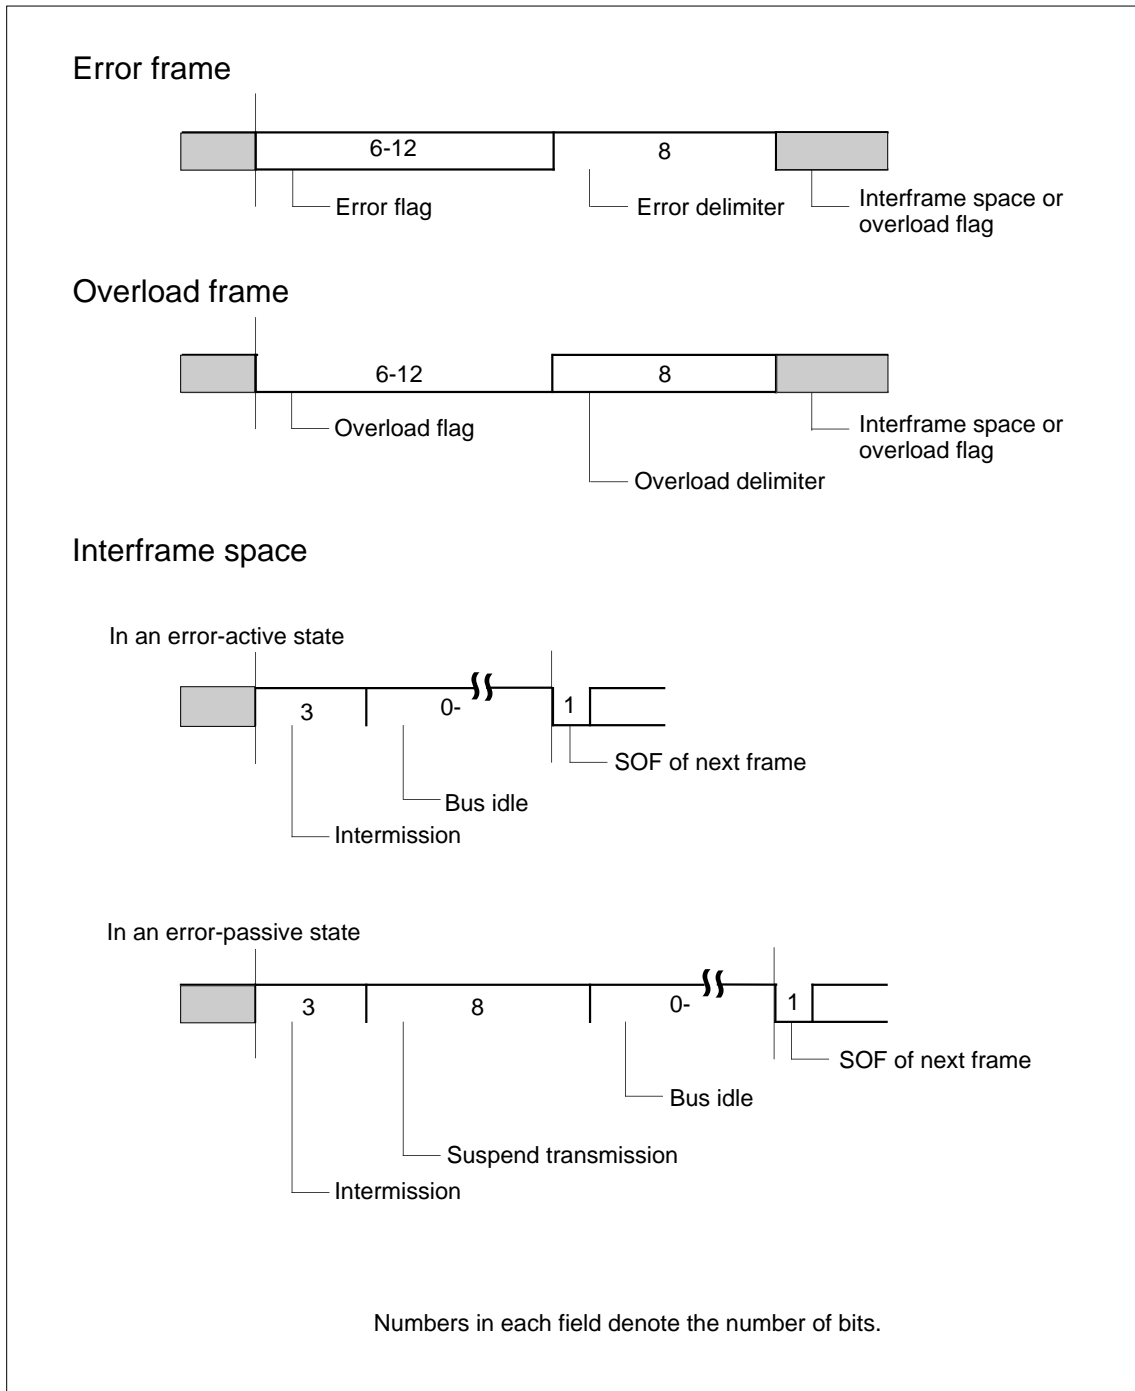 Error frame
6-12
8
Error flag
Error delimiter
Interframe space or
overload flag
Overload frame
6-12
8
Overload flag
Interframe space or
overload flag
Overload delimiter
Interframe space
In an error-active state
3
0-
1
SOF of next frame
Bus idle
Intermission
In an error-passive state
3
8
0-
1
SOF of next frame
Bus idle
Suspend transmission
Intermission
Numbers in each field denote the number of bits.